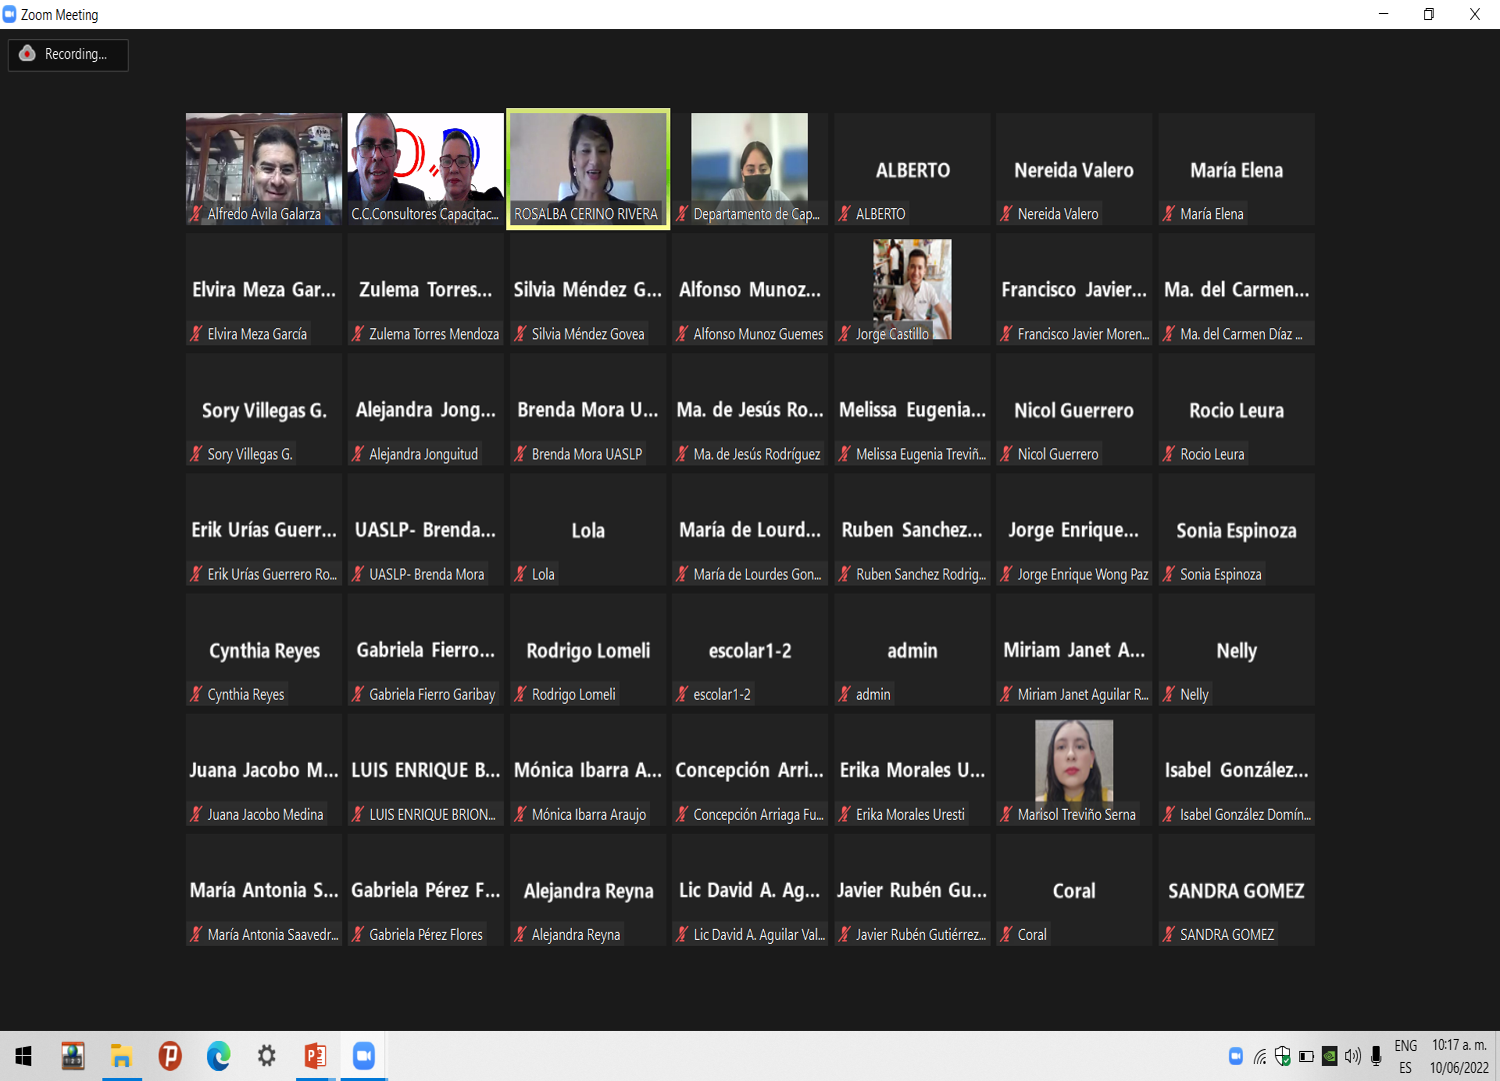 Zoom Meeting
Recording...
Alfredo Avila Galarza
C.C.Consultores Capacitac...
ROSALBA CERINO RIVERA
Departamento de Cap...
ALBERTO
ALBERTO
Nereida Valero
Nereida Valero
María Elena
María Elena
Elvira Meza Gar...
Elvira Meza García
Zulema Torres...
Zulema Torres Mendoza
Silvia Méndez G...
Silvia Méndez Govea
Alfonso Munoz...
Alfonso Munoz Guemes
Jorge Castillo
Francisco Javier...
Francisco Javier Moren...
Ma. del Carmen...
Ma. del Carmen Díaz ...
Sory Villegas G.
Sory Villegas G.
Alejandra Jong...
Alejandra Jonguitud
Brenda Mora U...
Brenda Mora UASLP
Ma. de Jesús Ro...
Ma. de Jesús Rodríguez
Melissa Eugenia...
Melissa Eugenia Treviñ...
Nicol Guerrero
Nicol Guerrero
Rocio Leura
Rocio Leura
Erik Urías Guerr...
Erik Urías Guerrero Ro...
UASLP- Brenda...
UASLP- Brenda Mora
Lola
Lola
María de Lourd...
María de Lourdes Gon...
Ruben Sanchez...
Ruben Sanchez Rodrig...
Jorge Enrique...
Jorge Enrique Wong Paz
Sonia Espinoza
Sonia Espinoza
Cynthia Reyes
Cynthia Reyes
Gabriela Fierro...
Gabriela Fierro Garibay
Rodrigo Lomeli
Rodrigo Lomeli
escolar1-2
escolar1-2
admin
admin
Miriam Janet A...
Miriam Janet Aguilar R...
Nelly
Nelly
Juana Jacobo M...
Juana Jacobo Medina
LUIS ENRIQUE B...
LUIS ENRIQUE BRION...
Mónica Ibarra A...
Mónica Ibarra Araujo
Concepción Arri...
Concepción Arriaga Fu...
Erika Morales U...
Erika Morales Uresti
Marisol Treviño Serna
Isabel González...
Isabel González Domín...
María Antonia S...
María Antonia Saavedr...
Gabriela Pérez F...
Gabriela Pérez Flores
Alejandra Reyna
Alejandra Reyna
Lic David A. Ag...
Lic David A. Aguilar Val...
Javier Rubén Gu...
Javier Rubén Gutiérrez...
Coral
Coral
SANDRA GOMEZ
SANDRA GOMEZ
ENG
ES
10:17 a. m.
10/06/2022